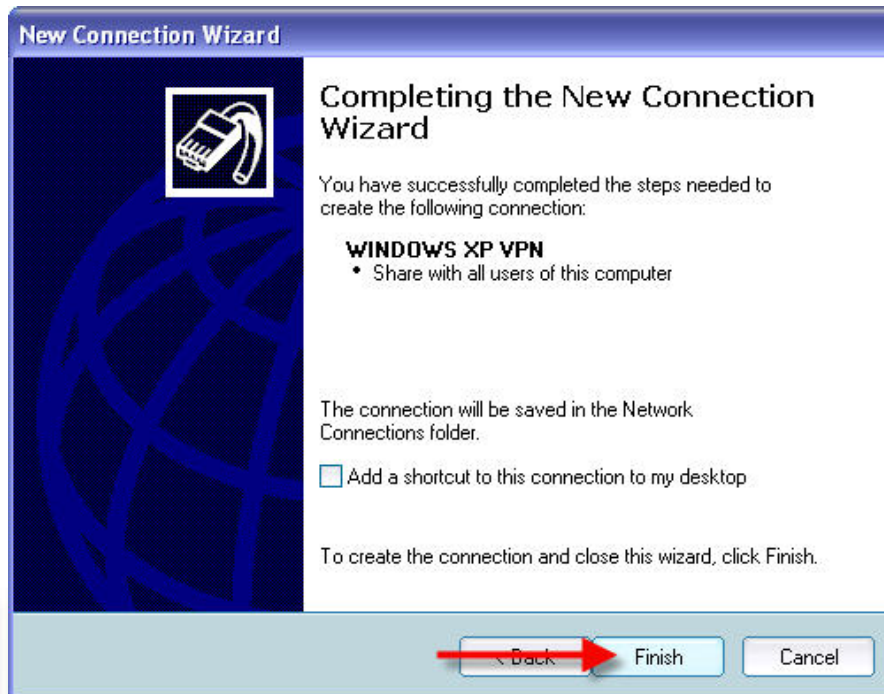 New Connection Wizard
Completing the New Connection
Wizard
You have successfully completed the steps needed to
create the following connection:
WINDOWS XP VPN
• Share with all users of this computer
The connection will be saved in the Network
Connections folder.
Add a shortcut to this connection to my desktop
To create the connection and close this wizard, click Finish.
< Back Finish Cancel